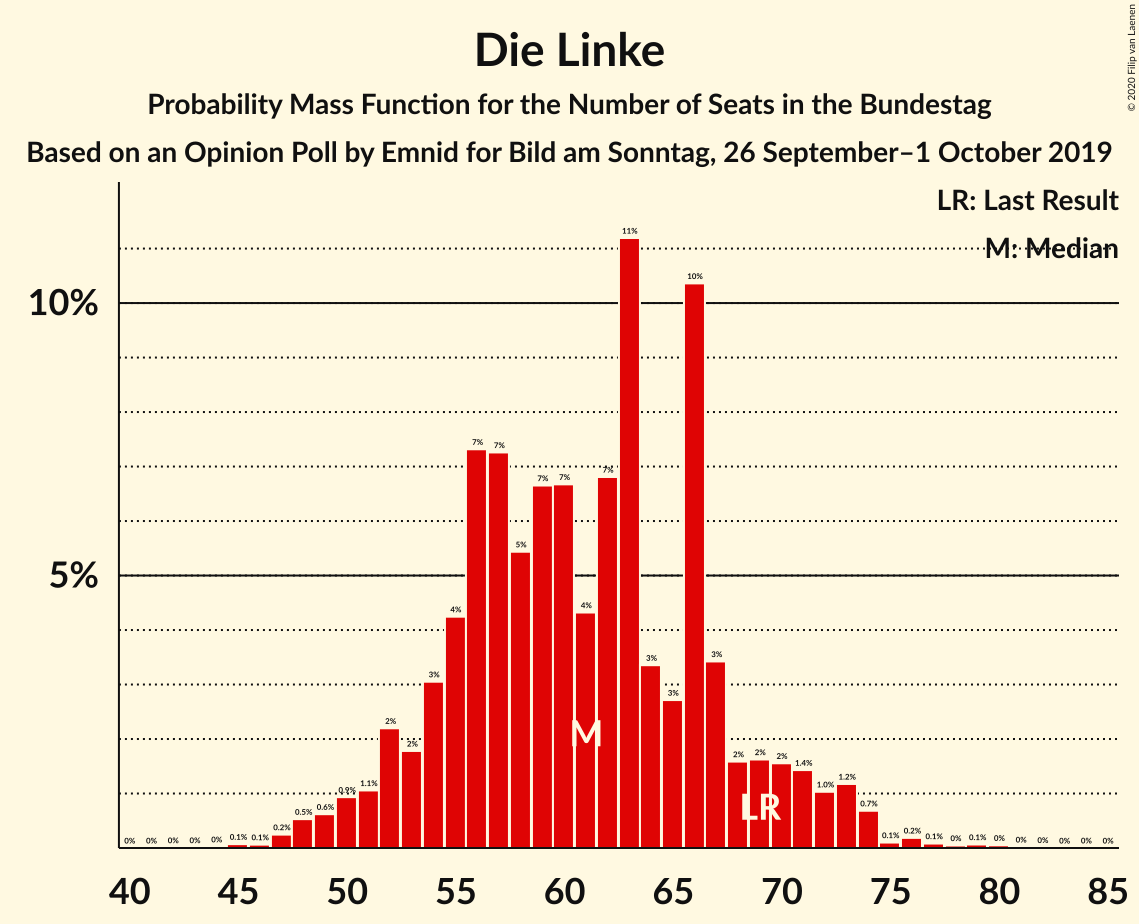 Die Linke
Probability Mass Function for the Number of Seats in the Bundestag
Based on an Opinion Poll by Emnid for Bild am Sonntag, 26 September–1 October 2019
© 2020 Filip van Laenen
LR: Last Result
M: Median
10%
5%
0% 0% 0% 0% 0% 0.1% 0.1% 0.2% 0.5% 0.6% 0.9% 1.1% 2% 2% 3% 4% 7% 7% 5% 7% 7% 4% 7% 11% 3% 3% 10% 3% 2% 2% 2% 1.4% 1.0% 1.2% 0.7% 0.1% 0.2% 0.1% 0% 0.1% 0% 0% 0% 0% 0% 0%
M
LR
40 45 50 55 60 65 70 75 80 85